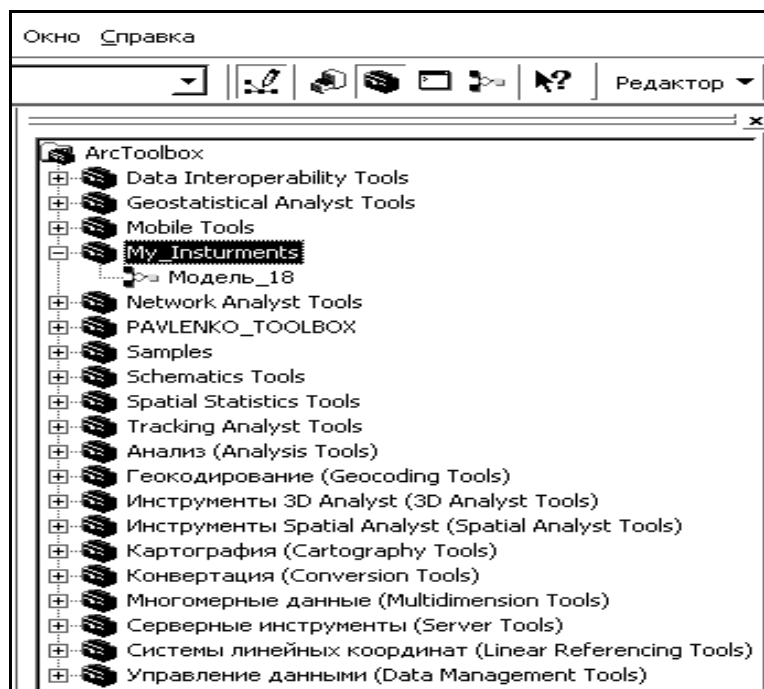 Окно Справка
Редактор
ArcToolbox
Data Interoperability Tools
Geostatistical Analyst Tools
Mobile Tools
My_Insturments
Модель_18
Network Analyst Tools
PAVLENKO_TOOLBOX
Samples
Schematics Tools
Spatial Statistics Tools
Tracking Analyst Tools
Анализ (Analysis Tools)
Геокодирование (Geocoding Tools)
Инструменты 3D Analyst (3D Analyst Tools)
Инструменты Spatial Analyst (Spatial Analyst Tools)
Картография (Cartography Tools)
Конвертация (Conversion Tools)
Многомерные данные (Multidimension Tools)
Серверные инструменты (Server Tools)
Системы линейных координат (Linear Referencing Tools)
Управление данными (Data Management Tools)